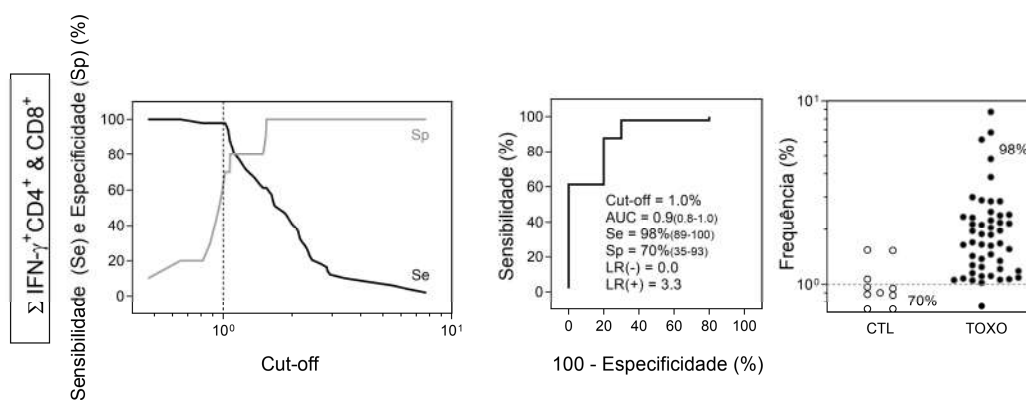 Σ IFN-γ⁺CD4⁺ & CD8⁺
Sensibilidade (Se) e Especificidade (Sp) (%)
100
80
60
40
20
0
Sp
Se
10⁰
10¹
Cut-off
Sensibilidade (%)
100
80
60
40
20
0
Cut-off = 1.0%
AUC = 0.9(0.8-1.0)
Se = 98%(89-100)
Sp = 70%(35-93)
LR(-) = 0.0
LR(+) = 3.3
0 20 40 60 80 100
100 - Especificidade (%)
Frequência (%)
10¹
10⁰
98%
70%
CTL
TOXO